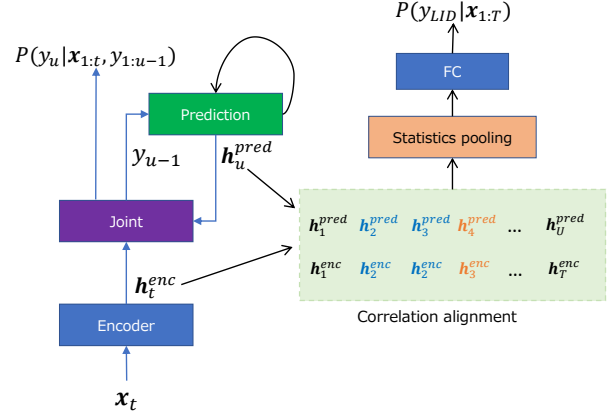 P(y_u|x_{1:t}, y_{1:u-1})
Prediction
y_{u-1}
h_u^{pred}
Joint
h_t^{enc}
Encoder
x_t
P(y_{LID}|x_{1:T})
FC
Statistics pooling
h_1^{pred} h_2^{pred} h_3^{pred} h_4^{pred} ... h_U^{pred}
h_1^{enc} h_2^{enc} h_2^{enc} h_3^{enc} ... h_T^{enc}
Correlation alignment